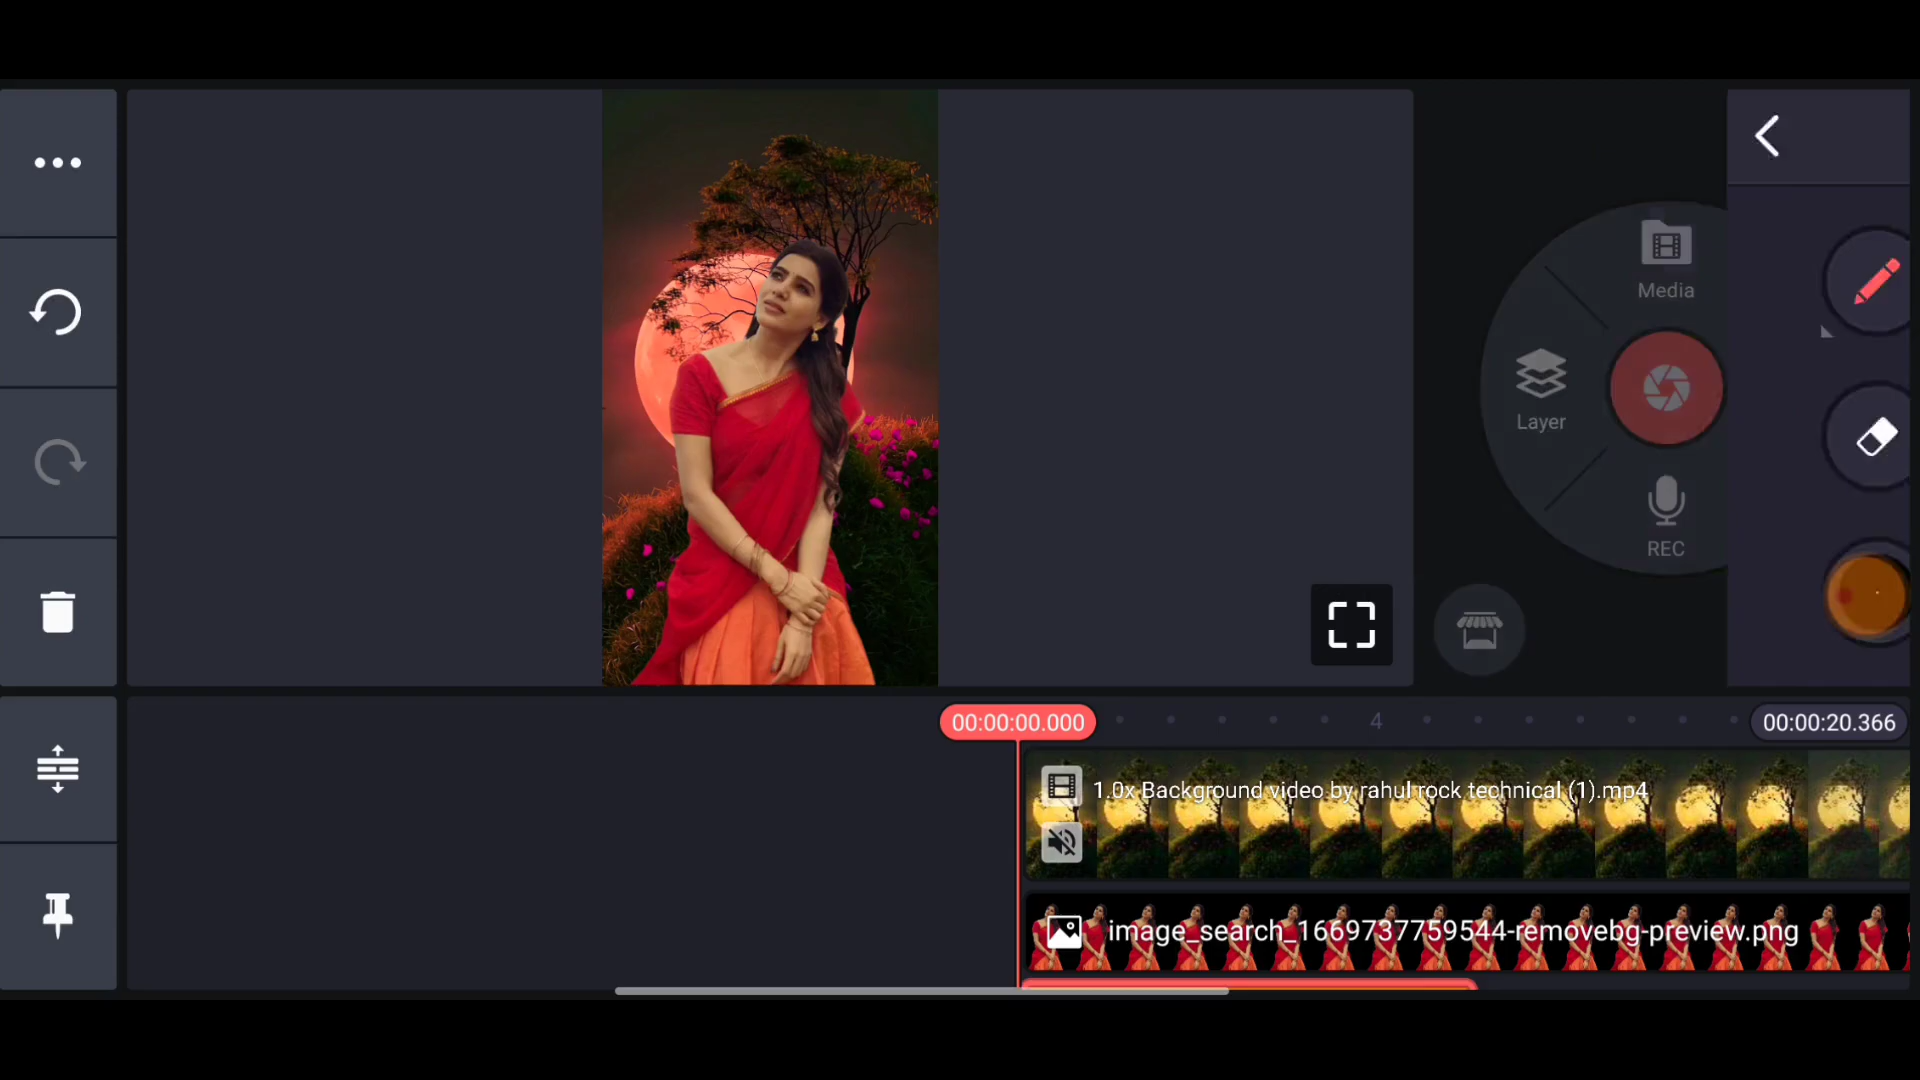 Media
Layer
REC
00:00:00.000
4
00:00:20.366
1.0x Background video by rahul rock technical (1).mp4
image_search_1669737759544-removebg-preview.png